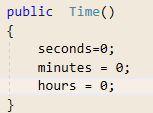 public  Time()
{
    seconds=0;
    minutes = 0;
    hours = 0;
}